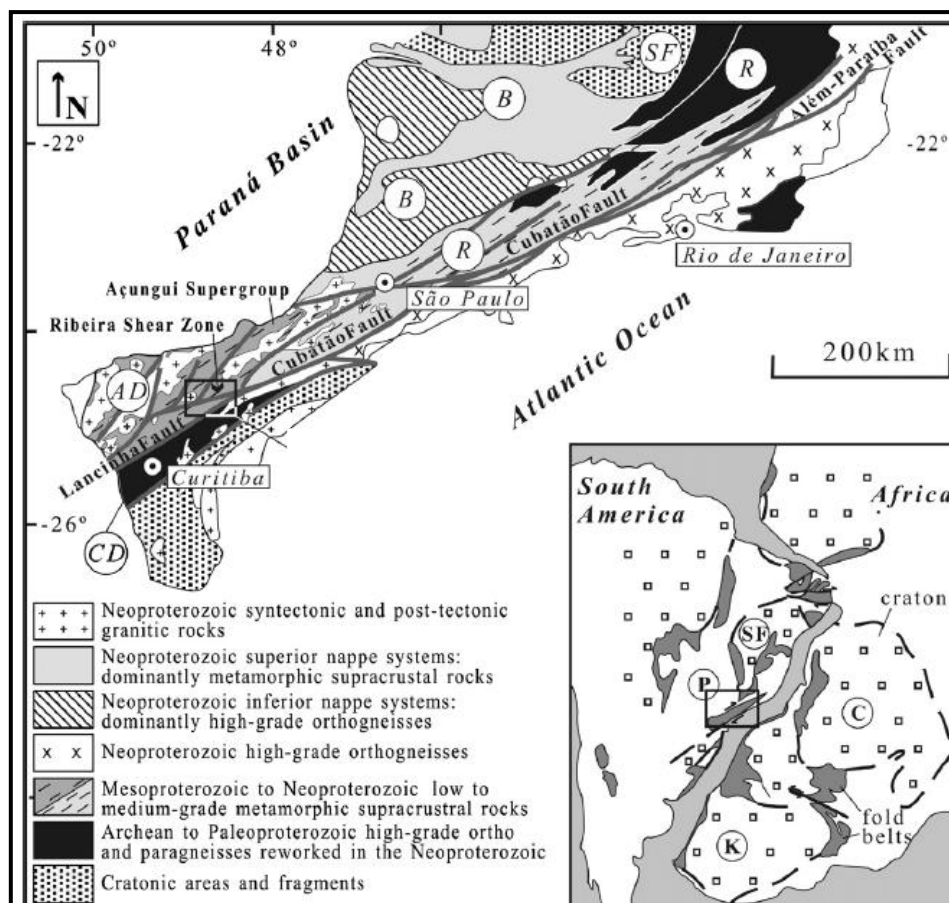 50°
48°
N
SF
R
Além-Paraíba
Fault
B
-22°
-22°
Paraná Basin
B
Cubatão Fault
R
Rio de Janeiro
Açungui Supergroup
São Paulo
Ribeira Shear Zone
Cubatão Fault
Atlantic Ocean
200km
AD
Lancinha Fault
Curitiba
-26°
CD
South
America
Africa
craton
SF
P
C
fold
belts
K
Neoproterozoic syntectonic and post-tectonic
granitic rocks
Neoproterozoic superior nappe systems:
dominantly metamorphic supracrustal rocks
Neoproterozoic inferior nappe systems:
dominantly high-grade orthogneisses
Neoproterozoic high-grade orthogneisses
Mesoproterozoic to Neoproterozoic low to
medium-grade metamorphic supracrustral rocks
Archean to Paleoproterozoic high-grade ortho
and paragneisses reworked in the Neoproterozoic
Cratonic areas and fragments